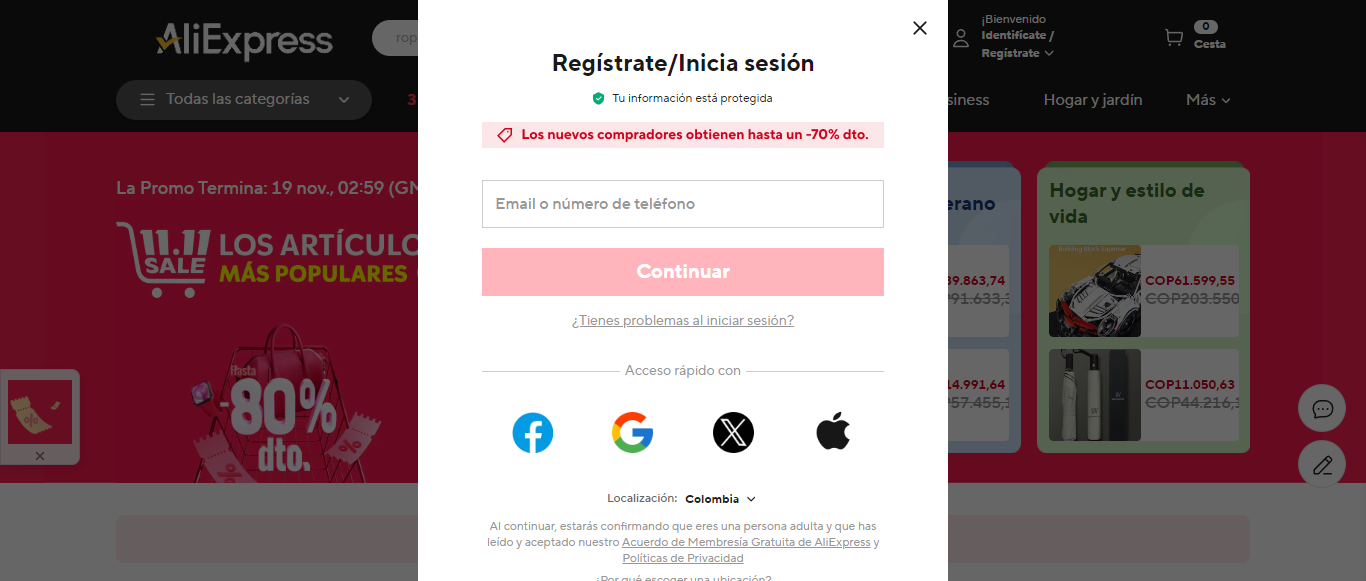 AliExpress
rop
¡Bienvenido
Identifícate /
Regístrate
0
Cesta
Todas las categorías
3
siness
Hogar y jardín
Más
Regístrate/Inicia sesión
Tu información está protegida
Los nuevos compradores obtienen hasta un -70% dto.
Email o número de teléfono
Continuar
¿Tienes problemas al iniciar sesión?
Acceso rápido con
Localización: Colombia
Al continuar, estarás confirmando que eres una persona adulta y que has
leído y aceptado nuestro Acuerdo de Membresía Gratuita de AliExpress y
Políticas de Privacidad
¿Por qué escoger una ubicación?
La Promo Termina: 19 nov., 02:59 (GM
11.11
SALE
LOS ARTÍCULO
MÁS POPULARES
Hasta
-80%
dto.
erano
39.863,74
91.633,3
14.991,64
57.455,1
Hogar y estilo de
vida
Building Block Supercar
COP61.599,55
COP203.550
COP11.050,63
COP44.216,1